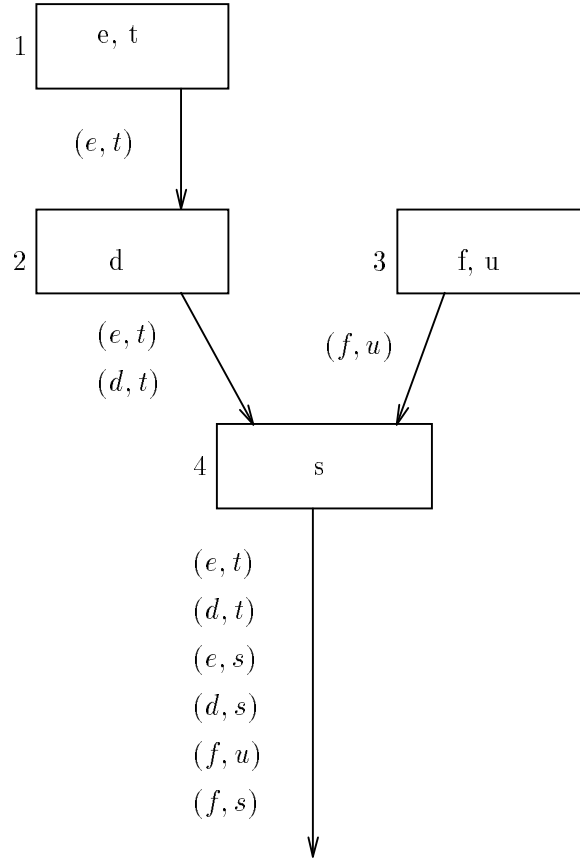 1 e, t
(e, t)
2 d
3 f, u
(e, t)
(d, t)
(f, u)
4 s
(e, t)
(d, t)
(e, s)
(d, s)
(f, u)
(f, s)